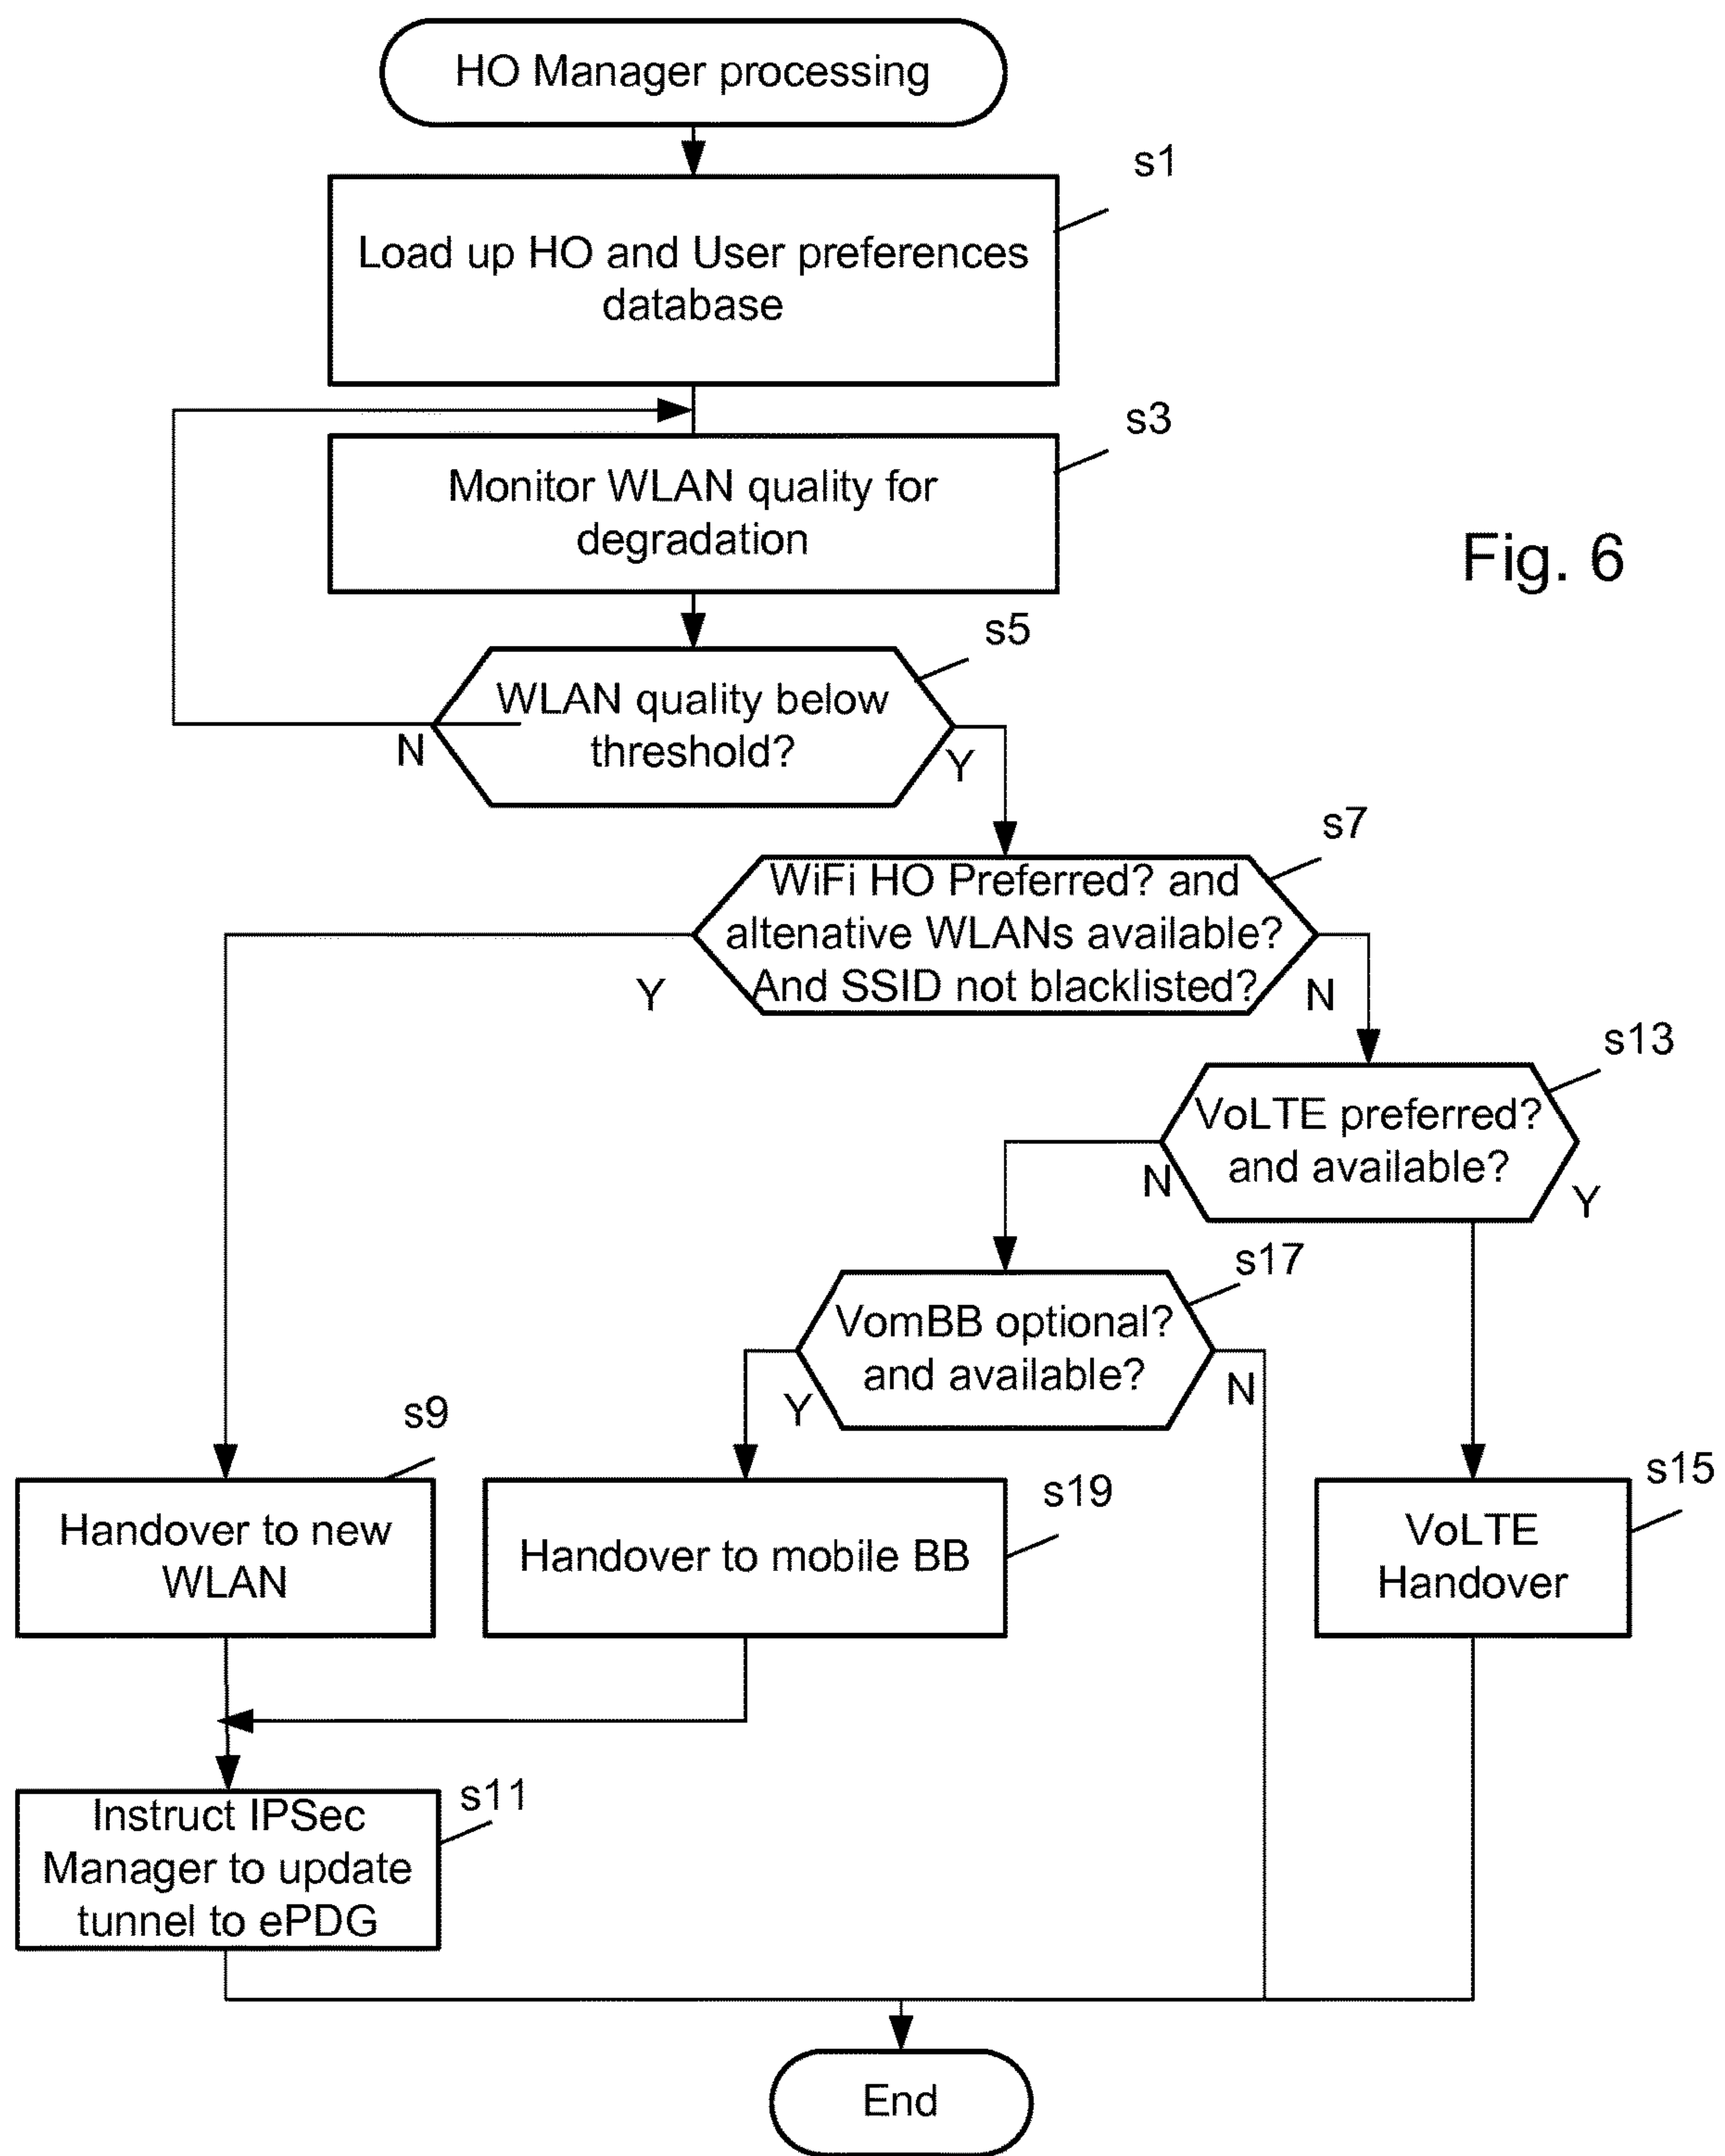 HO Manager processing
s1
Load up HO and User preferences
database
s3
Monitor WLAN quality for
degradation
Fig. 6
s5
WLAN quality below
threshold?
N
Y
s7
WiFi HO Preferred? and
altenative WLANs available?
And SSID not blacklisted?
Y
N
s13
VoLTE preferred?
and available?
N
Y
s17
VomBB optional?
and available?
Y
N
s9
Handover to new
WLAN
s19
Handover to mobile BB
s15
VoLTE
Handover
s11
Instruct IPSec
Manager to update
tunnel to ePDG
End